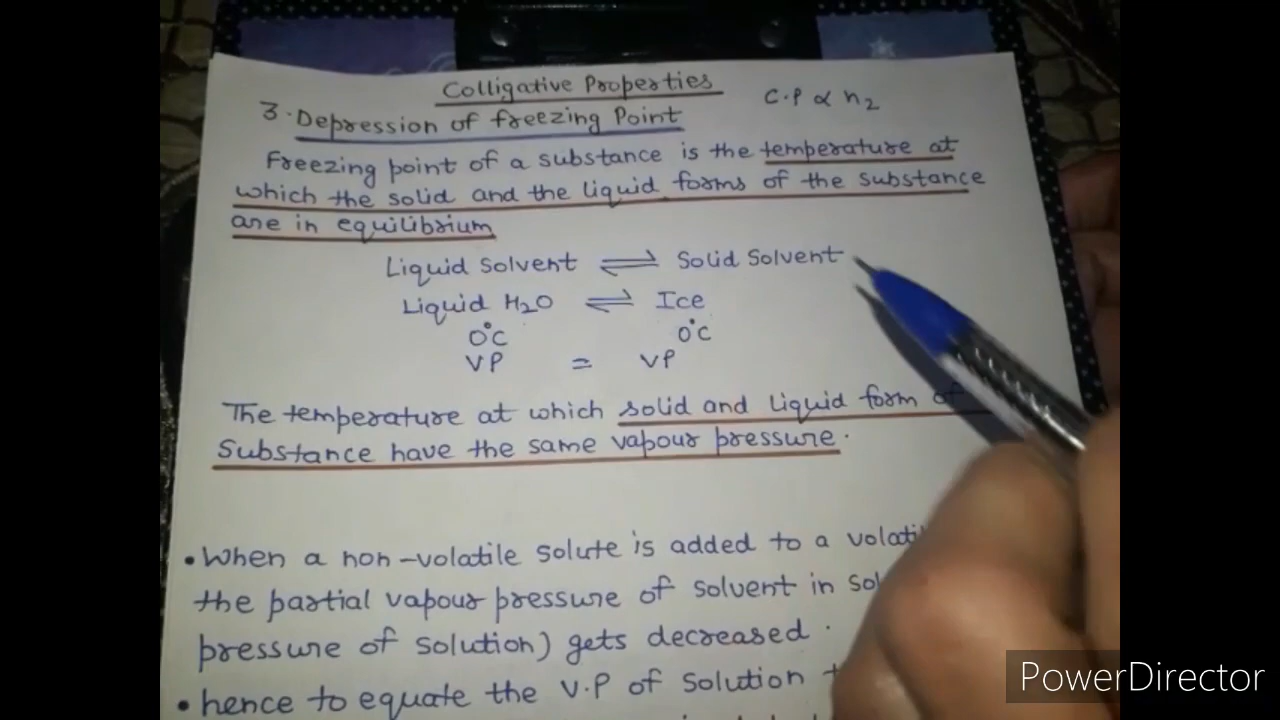 Colligative Properties
C.P ∝ n₂
3. Depression of freezing Point
Freezing point of a substance is the temperature at
which the solid and the liquid forms of the substance
are in equilibrium
Liquid Solvent ⇌ Solid Solvent
Liquid H₂O ⇌ Ice
0°C 0°C
VP = VP
The temperature at which solid and Liquid form of
Substance have the same vapour pressure.
• When a non-volatile solute is added to a
the partial vapour pressure of solvent in
pressure of solution) gets decreased.
• hence to equate the V.P of solution
PowerDirector